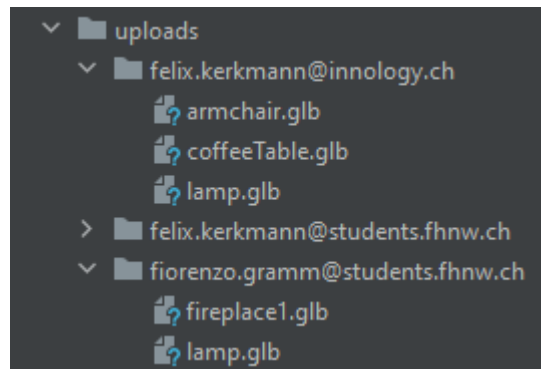 uploads
felix.kerkmann@innology.ch
armchair.glb
coffeeTable.glb
lamp.glb
felix.kerkmann@students.fhnw.ch
fiorenzo.gramm@students.fhnw.ch
fireplace1.glb
lamp.glb